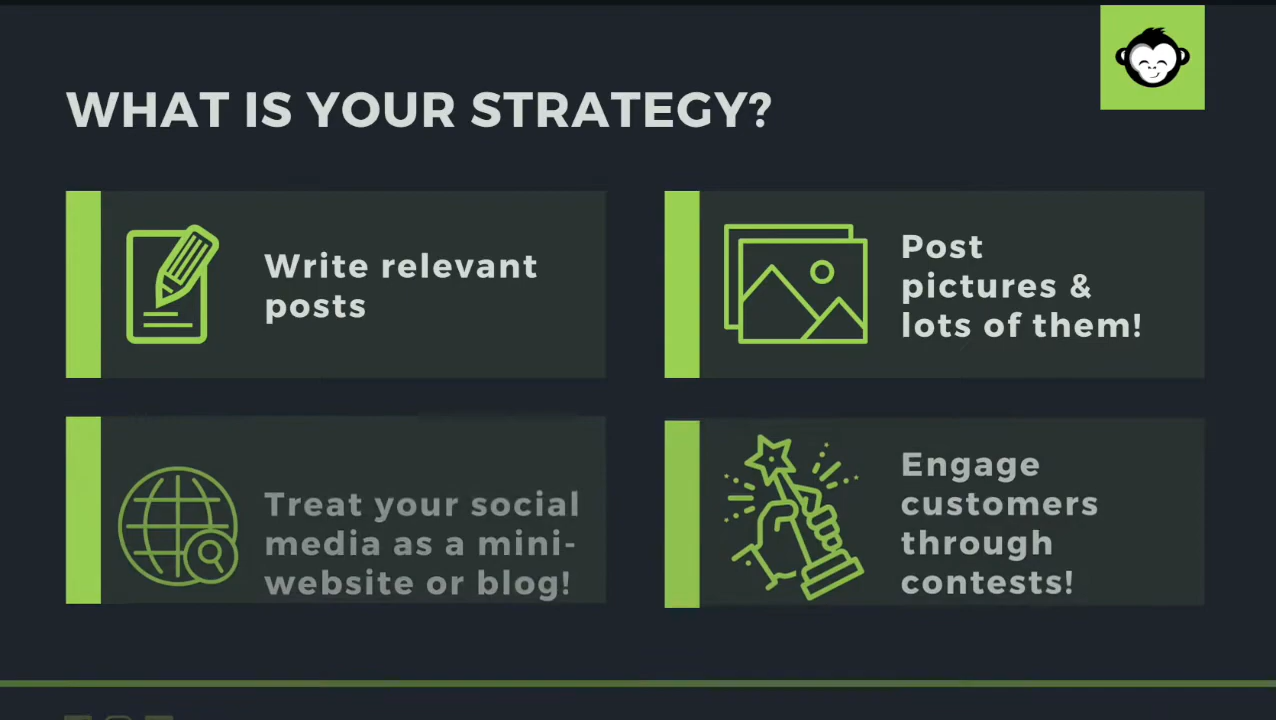 WHAT IS YOUR STRATEGY?
Write relevant
posts
Post
pictures &
lots of them!
Treat your social
media as a mini-
website or blog!
Engage
customers
through
contests!